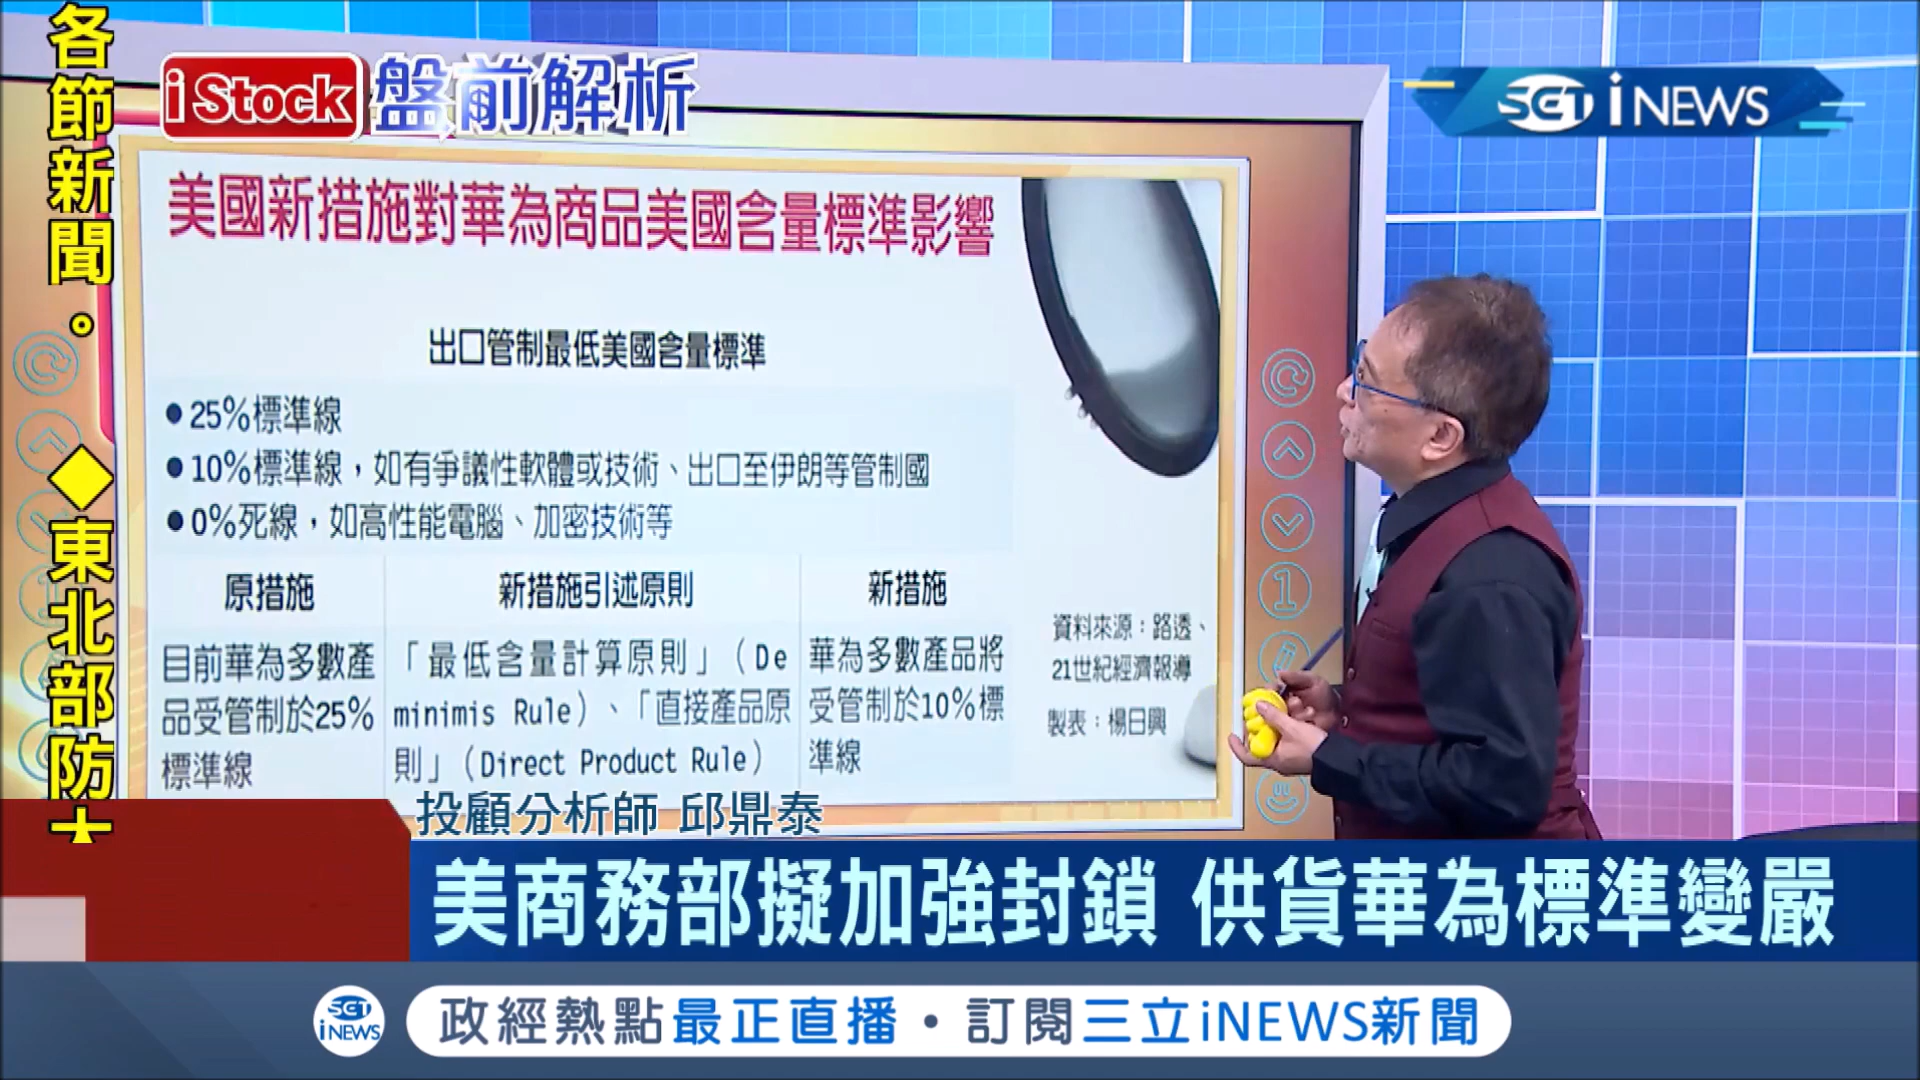 各節新聞。◆東北部防
iStock 盤前解析
SET iNEWS
美國新措施對華為商品美國含量標準影響
出口管制最低美國含量標準
●25%標準線
●10%標準線，如有爭議性軟體或技術、出口至伊朗等管制國
●0%死線，如高性能電腦、加密技術等
原措施
目前華為多數產
品受管制於25%
標準線
新措施引述原則
「最低含量計算原則」（De
minimis Rule）、「直接產品原
則」（Direct Product Rule）
新措施
華為多數產品將
受管制於10%標
準線
資料來源：路透、
21世紀經濟報導
製表：楊日興
投顧分析師 邱鼎泰
美商務部擬加強封鎖 供貨華為標準變嚴
SET iNEWS
政經熱點最正直播・訂閱三立iNEWS新聞